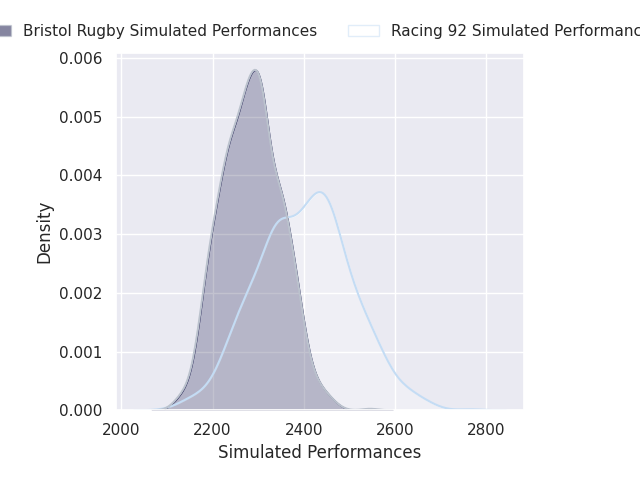 Bristol Rugby Simulated Performances Racing 92 Simulated Performanc
0.006
0.005
0.004
0.003
0.002
0.001
0.000
Density
2000 2200 2400 2600 2800
Simulated Performances